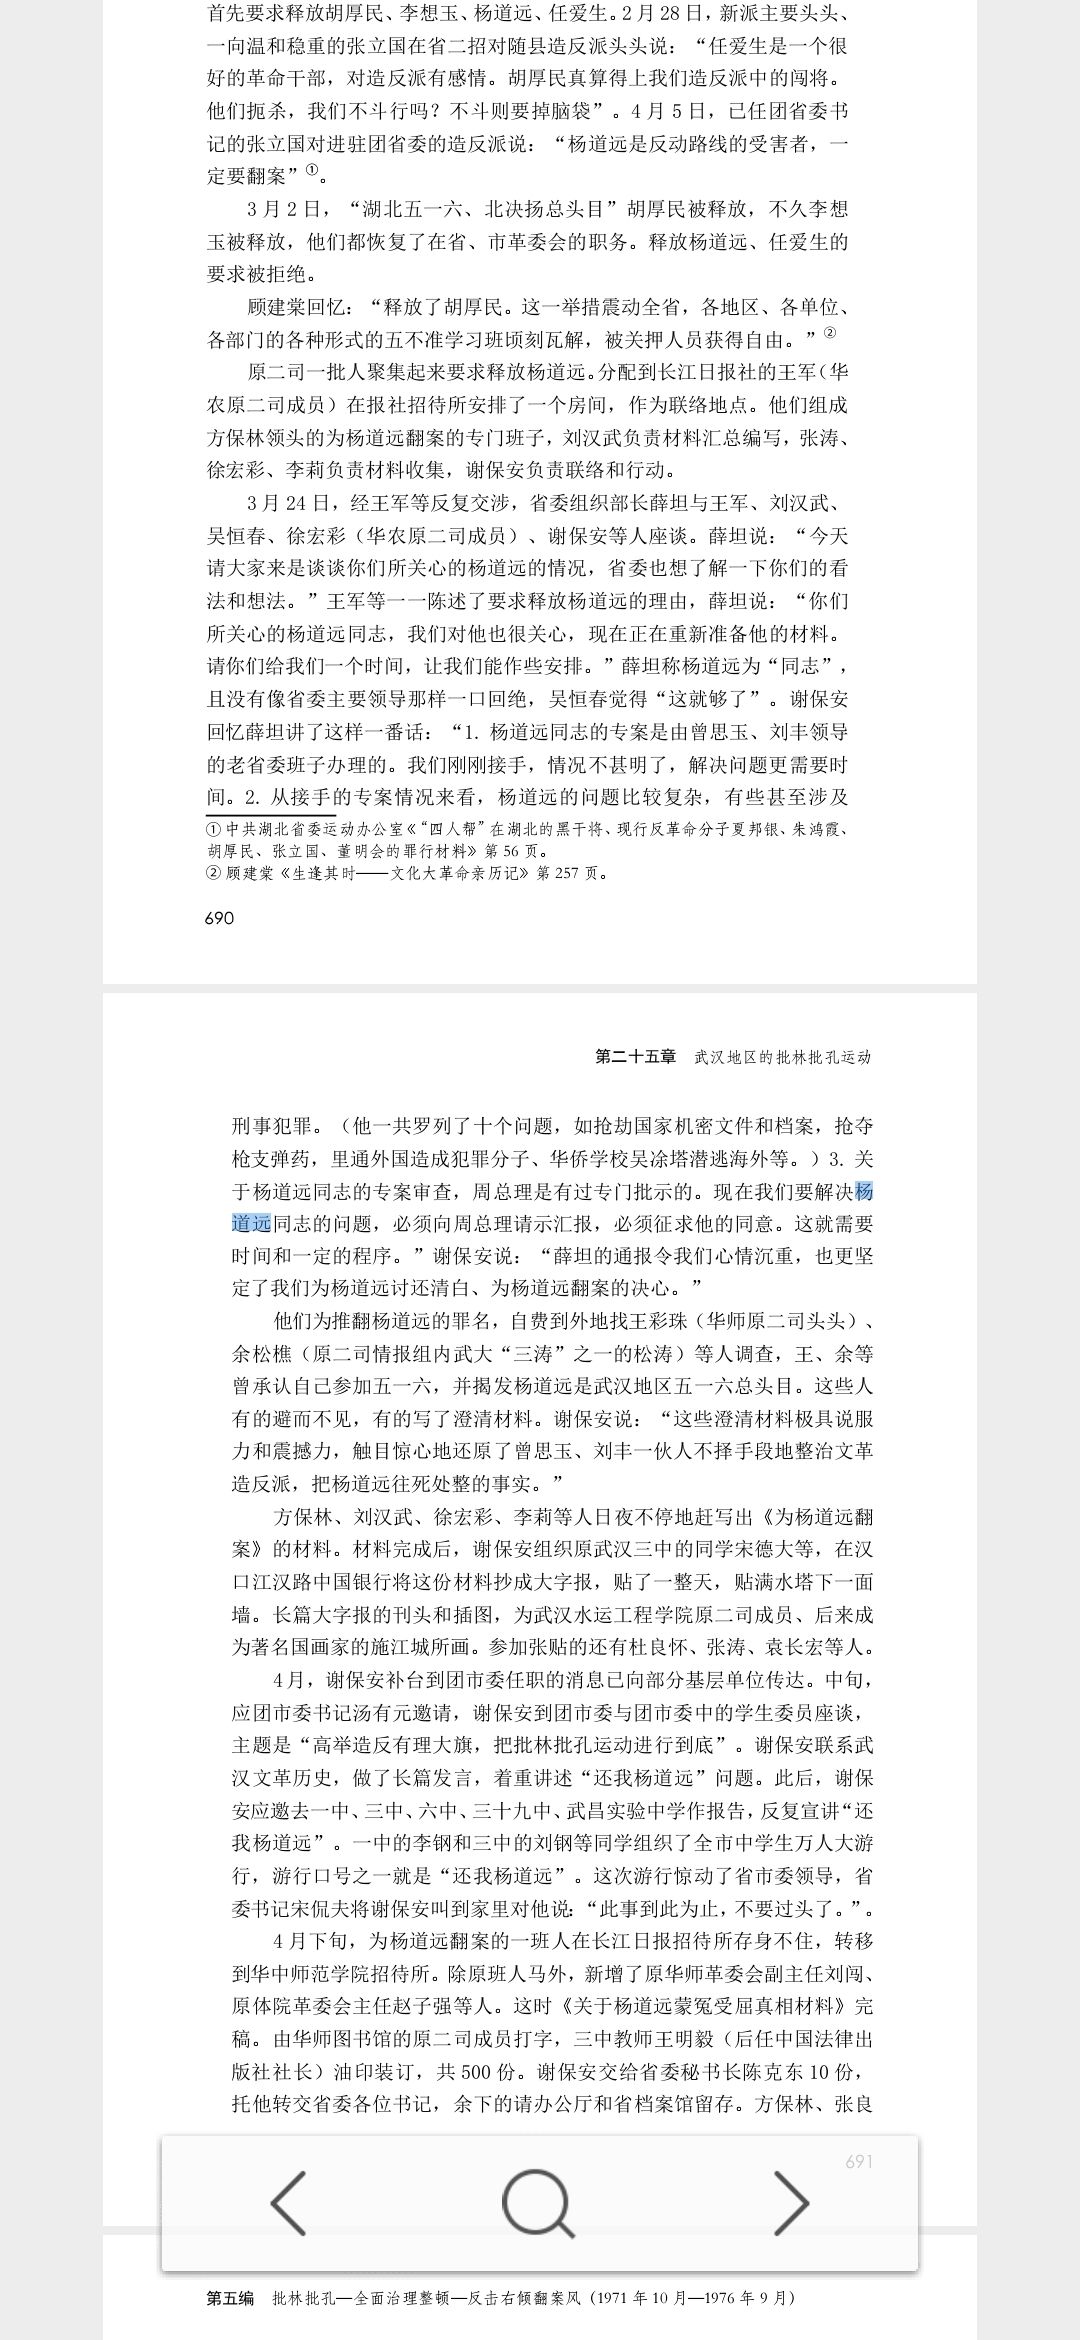 首先要求释放胡厚民、李想玉、杨道远、任爱生。2 月 28 日，新派主要头头、
一向温和稳重的张立国在省二招对随县造反派头头说：“任爱生是一个很
好的革命干部，对造反派有感情。胡厚民真算得上我们造反派中的闯将。
他们扼杀，我们不斗行吗？不斗则要掉脑袋”。4 月 5 日，已任团省委书
记的张立国对进驻团省委的造反派说：“杨道远是反动路线的受害者，一
定要翻案”①。
3 月 2 日，“湖北五一六、北决扬总头目”胡厚民被释放，不久李想
玉被释放，他们都恢复了在省、市革委会的职务。释放杨道远、任爱生的
要求被拒绝。
顾建棠回忆：“释放了胡厚民。这一举措震动全省，各地区、各单位、
各部门的各种形式的五不准学习班顷刻瓦解，被关押人员获得自由。”②
原二司一批人聚集起来要求释放杨道远。分配到长江日报社的王军（华
农原二司成员）在报社招待所安排了一个房间，作为联络地点。他们组成
方保林领头的为杨道远翻案的专门班子，刘汉武负责材料汇总编写，张涛、
徐宏彩、李莉负责材料收集，谢保安负责联络和行动。
3 月 24 日，经王军等反复交涉，省委组织部长薛坦与王军、刘汉武、
吴恒春、徐宏彩（华农原二司成员）、谢保安等人座谈。薛坦说：“今天
请大家来是谈谈你们所关心的杨道远的情况，省委也想了解一下你们的看
法和想法。”王军等一一陈述了要求释放杨道远的理由，薛坦说：“你们
所关心的杨道远同志，我们对他也很关心，现在正在重新准备他的材料。
请你们给我们一个时间，让我们能作些安排。”薛坦称杨道远为“同志”，
且没有像省委主要领导那样一口回绝，吴恒春觉得“这就够了”。谢保安
回忆薛坦讲了这样一番话：“1. 杨道远同志的专案是由曾思玉、刘丰领导
的老省委班子办理的。我们刚刚接手，情况不甚明了，解决问题更需要时
间。2. 从接手的专案情况来看，杨道远的问题比较复杂，有些甚至涉及
①中共湖北省委运动办公室《“四人帮”在湖北的黑干将、现行反革命分子夏邦银、朱鸿霞、
胡厚民、张立国、董明会的罪行材料》第 56 页。
②顾建棠《生逢其时——文化大革命亲历记》第 257 页。
690
第二十五章 武汉地区的批林批孔运动
刑事犯罪。（他一共罗列了十个问题，如抢劫国家机密文件和档案，抢夺
枪支弹药，里通外国造成犯罪分子、华侨学校吴凃塔潜逃海外等。）3. 关
于杨道远同志的专案审查，周总理是有过专门批示的。现在我们要解决杨
道远同志的问题，必须向周总理请示汇报，必须征求他的同意。这就需要
时间和一定的程序。”谢保安说：“薛坦的通报令我们心情沉重，也更坚
定了我们为杨道远讨还清白、为杨道远翻案的决心。”
他们为推翻杨道远的罪名，自费到外地找王彩珠（华师原二司头头）、
余松樵（原二司情报组内武大“三涛”之一的松涛）等人调查，王、余等
曾承认自己参加五一六，并揭发杨道远是武汉地区五一六总头目。这些人
有的避而不见，有的写了澄清材料。谢保安说：“这些澄清材料极具说服
力和震撼力，触目惊心地还原了曾思玉、刘丰一伙人不择手段地整治文革
造反派，把杨道远往死处整的事实。”
方保林、刘汉武、徐宏彩、李莉等人日夜不停地赶写出《为杨道远翻
案》的材料。材料完成后，谢保安组织原武汉三中的同学宋德大等，在汉
口江汉路中国银行将这份材料抄成大字报，贴了一整天，贴满水塔下一面
墙。长篇大字报的刊头和插图，为武汉水运工程学院原二司成员、后来成
为著名国画家的施江城所画。参加张贴的还有杜良怀、张涛、袁长宏等人。
4 月，谢保安补台到团市委任职的消息已向部分基层单位传达。中旬，
应团市委书记汤有元邀请，谢保安到团市委与团市委中的学生委员座谈，
主题是“高举造反有理大旗，把批林批孔运动进行到底”。谢保安联系武
汉文革历史，做了长篇发言，着重讲述“还我杨道远”问题。此后，谢保
安应邀去一中、三中、六中、三十九中、武昌实验中学作报告，反复宣讲“还
我杨道远”。一中的李钢和三中的刘钢等同学组织了全市中学生万人大游
行，游行口号之一就是“还我杨道远”。这次游行惊动了省市委领导，省
委书记宋侃夫将谢保安叫到家里对他说：“此事到此为止，不要过头了。”。
4 月下旬，为杨道远翻案的一班人在长江日报招待所存身不住，转移
到华中师范学院招待所。除原班人马外，新增了原华师革委会副主任刘闯、
原体院革委会主任赵子强等人。这时《关于杨道远蒙冤受屈真相材料》完
稿。由华师图书馆的原二司成员打字，三中教师王明毅（后任中国法律出
版社社长）油印装订，共 500 份。谢保安交给省委秘书长陈克东 10 份，
托他转交省委各位书记，余下的请办公厅和省档案馆留存。方保林、张良
691
第五编 批林批孔—全面治理整顿—反击右倾翻案风（1971 年 10 月—1976 年 9 月）